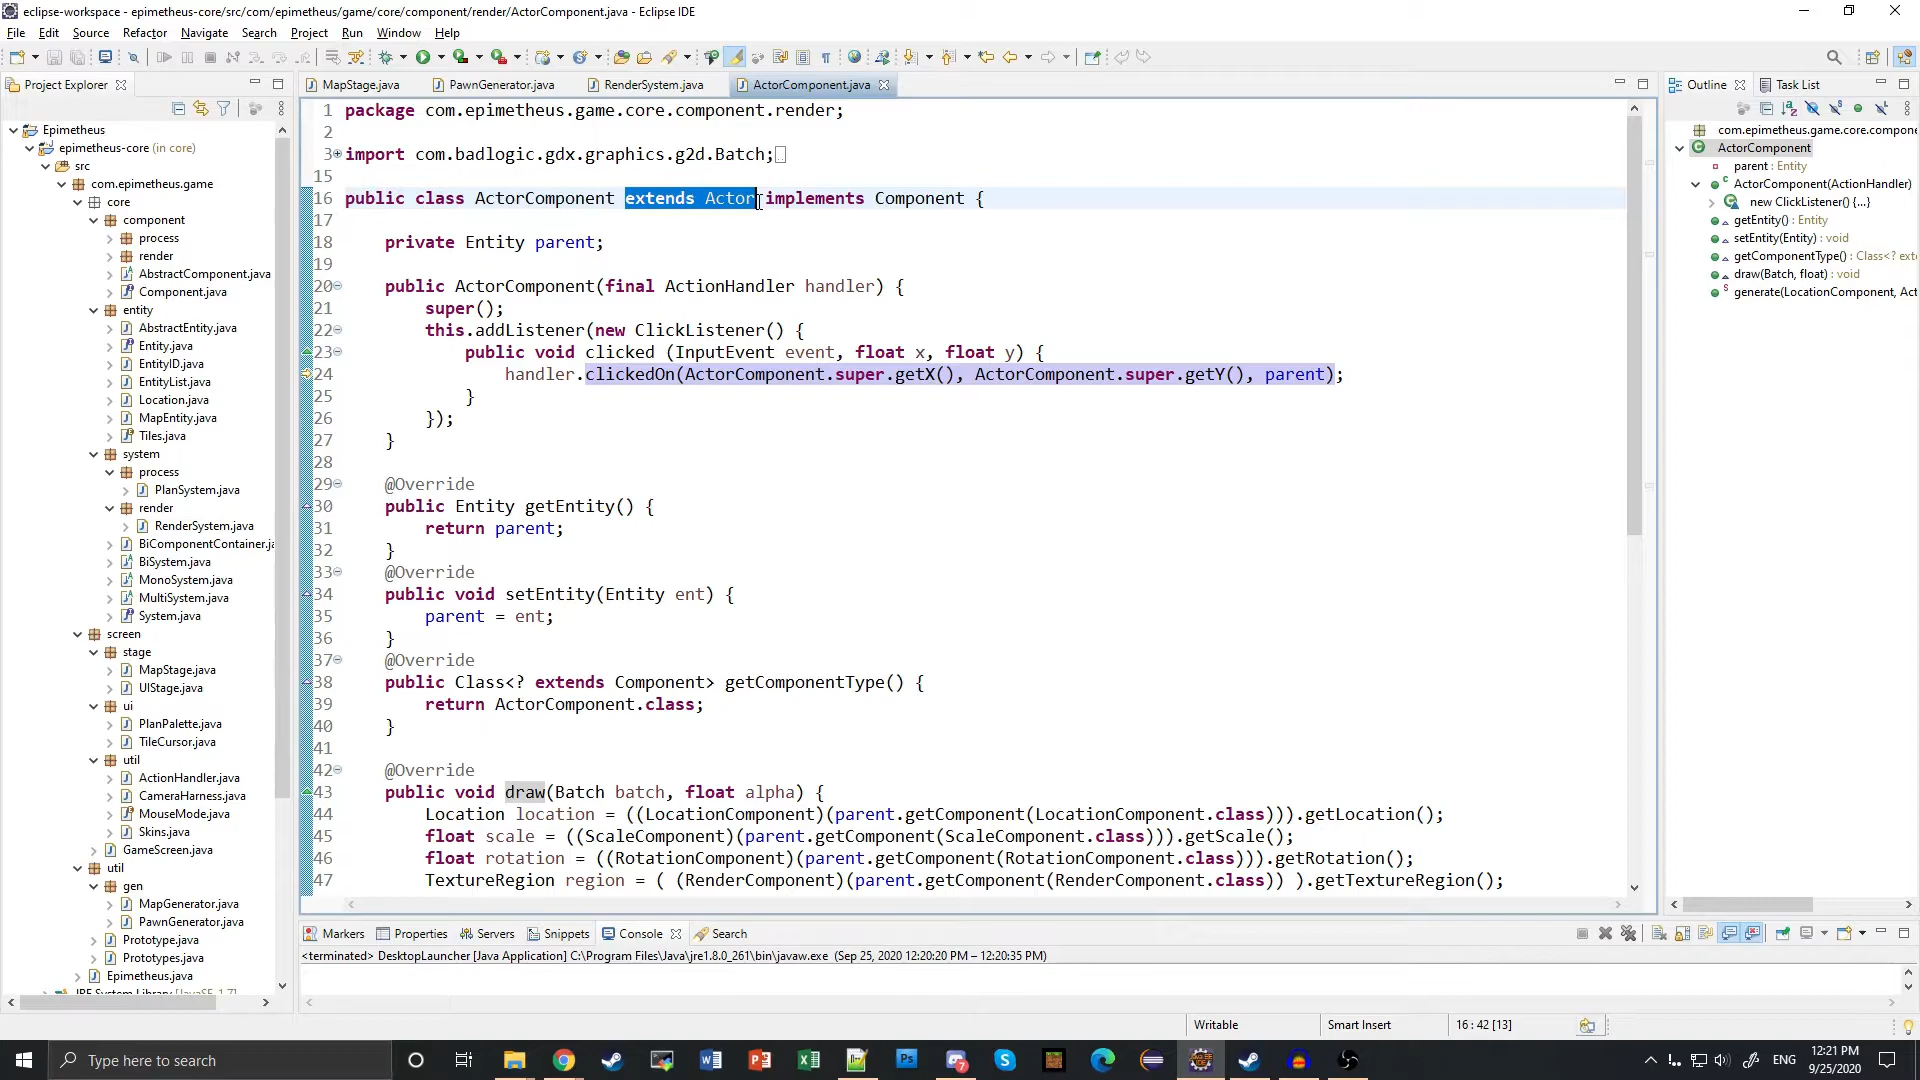 eclipse-workspace - epimetheus-core/src/com/epimetheus/game/core/component/render/ActorComponent.java - Eclipse IDE
File Edit Source Refactor Navigate Search Project Run Window Help
Project Explorer
MapStage.java PawnGenerator.java RenderSystem.java ActorComponent.java
Outline Task List
Epimetheus
epimetheus-core (in core)
src
com.epimetheus.game
core
component
process
render
AbstractComponent.java
Component.java
entity
AbstractEntity.java
Entity.java
EntityID.java
EntityList.java
Location.java
MapEntity.java
Tiles.java
system
process
PlanSystem.java
render
RenderSystem.java
BiComponentContainer.ja
BiSystem.java
MonoSystem.java
MultiSystem.java
System.java
screen
stage
MapStage.java
UIStage.java
ui
PlanPalette.java
TileCursor.java
util
ActionHandler.java
CameraHarness.java
MouseMode.java
Skins.java
GameScreen.java
util
gen
MapGenerator.java
PawnGenerator.java
Prototype.java
Prototypes.java
Epimetheus.java
JRE System Library [JavaSE-1.7]
1 package com.epimetheus.game.core.component.render;
2
3 import com.badlogic.gdx.graphics.g2d.Batch;
15
16 public class ActorComponent extends Actor implements Component {
17
18 private Entity parent;
19
20 public ActorComponent(final ActionHandler handler) {
21 super();
22 this.addListener(new ClickListener() {
23 public void clicked (InputEvent event, float x, float y) {
24 handler.clickedOn(ActorComponent.super.getX(), ActorComponent.super.getY(), parent);
25 }
26 });
27 }
28
29 @Override
30 public Entity getEntity() {
31 return parent;
32 }
33 @Override
34 public void setEntity(Entity ent) {
35 parent = ent;
36 }
37 @Override
38 public Class<? extends Component> getComponentType() {
39 return ActorComponent.class;
40 }
41
42 @Override
43 public void draw(Batch batch, float alpha) {
44 Location location = ((LocationComponent)(parent.getComponent(LocationComponent.class))).getLocation();
45 float scale = ((ScaleComponent)(parent.getComponent(ScaleComponent.class))).getScale();
46 float rotation = ((RotationComponent)(parent.getComponent(RotationComponent.class))).getRotation();
47 TextureRegion region = ( (RenderComponent)(parent.getComponent(RenderComponent.class)) ).getTextureRegion();
com.epimetheus.game.core.compone
ActorComponent
parent : Entity
ActorComponent(ActionHandler)
new ClickListener() {...}
getEntity() : Entity
setEntity(Entity) : void
getComponentType() : Class<? exte
draw(Batch, float) : void
generate(LocationComponent, Act
Markers Properties Servers Snippets Console Search
<terminated> DesktopLauncher [Java Application] C:\Program Files\Java\jre1.8.0_261\bin\javaw.exe (Sep 25, 2020 12:20:20 PM – 12:20:35 PM)
Writable Smart Insert 16 : 42 [13]
Type here to search
ENG
12:21 PM
9/25/2020